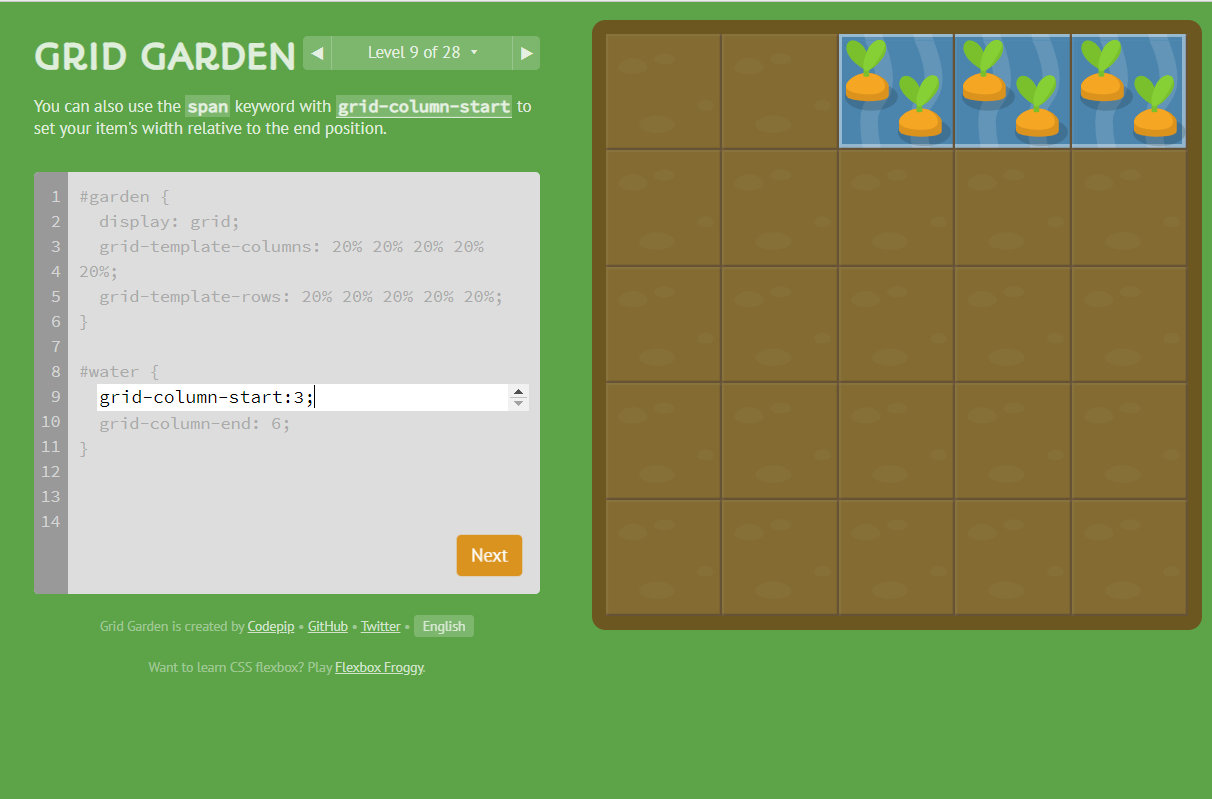 GRID GARDEN
◀ Level 9 of 28 ▾ ▶
You can also use the span keyword with grid-column-start to
set your item's width relative to the end position.
1 #garden {
2 display: grid;
3 grid-template-columns: 20% 20% 20% 20%
4 20%;
5 grid-template-rows: 20% 20% 20% 20% 20%;
6 }
7
8 #water {
9 grid-column-start:3;
10 grid-column-end: 6;
11 }
12
13
14
Next
Grid Garden is created by Codepip • GitHub • Twitter • English
Want to learn CSS flexbox? Play Flexbox Froggy.